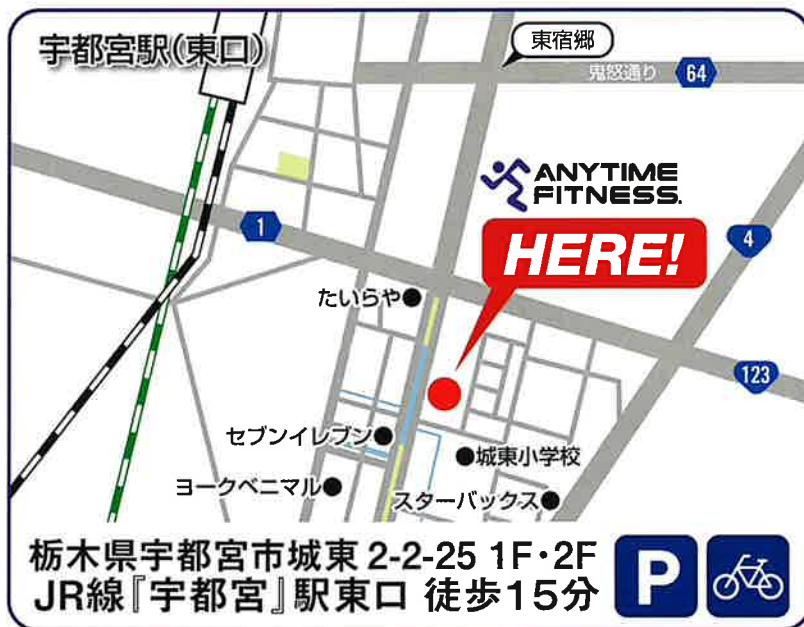 宇都宮駅(東口)
東宿郷
鬼怒通り
64
ANYTIME
FITNESS.
1
HERE!
4
たいらや
123
セブンイレブン
城東小学校
ヨークベニマル
スターバックス
栃木県宇都宮市城東 2-2-25 1F・2F
JR線『宇都宮』駅東口 徒歩15分
P